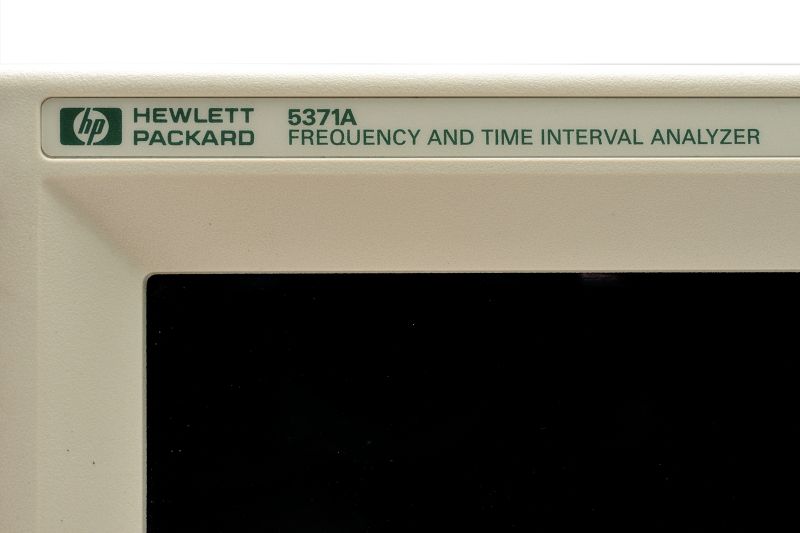 hp HEWLETT
PACKARD
5371A
FREQUENCY AND TIME INTERVAL ANALYZER